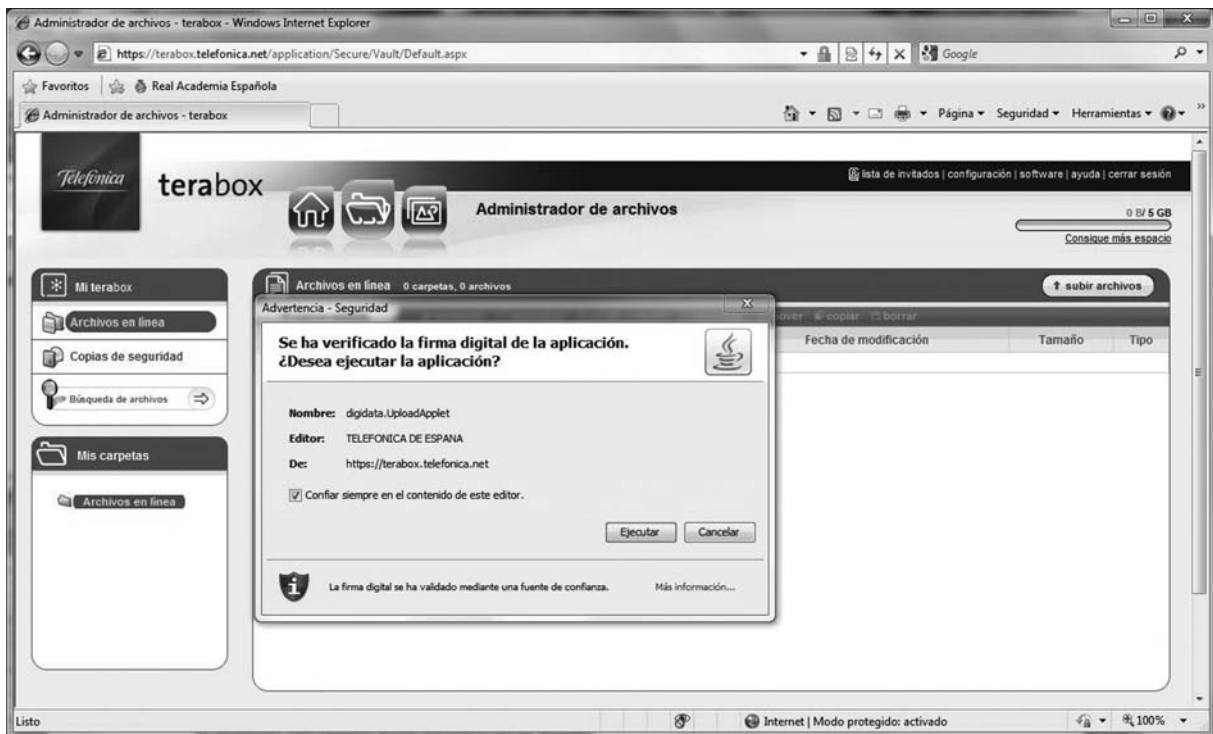 Administrador de archivos - terabox - Windows Internet Explorer
https://terabox.telefonica.net/application/Secure/Vault/Default.aspx
Google
Favoritos
Real Academia Española
Administrador de archivos - terabox
Página
Seguridad
Herramientas
Telefónica
terabox
lista de invitados | configuración | software | ayuda | cerrar sesión
Administrador de archivos
0 B/ 5 GB
Consigue más espacio
Mi terabox
Archivos en línea
Copias de seguridad
Búsqueda de archivos
Mis carpetas
Archivos en línea
Archivos en línea 0 carpetas, 0 archivos
subir archivos
copiar borrar
Fecha de modificación Tamaño Tipo
Advertencia - Seguridad
Se ha verificado la firma digital de la aplicación.
¿Desea ejecutar la aplicación?
Nombre: digidata.UploadApplet
Editor: TELEFONICA DE ESPANA
De: https://terabox.telefonica.net
Confiar siempre en el contenido de este editor.
Ejecutar Cancelar
La firma digital se ha validado mediante una fuente de confianza. Más información...
Listo
Internet | Modo protegido: activado
100%